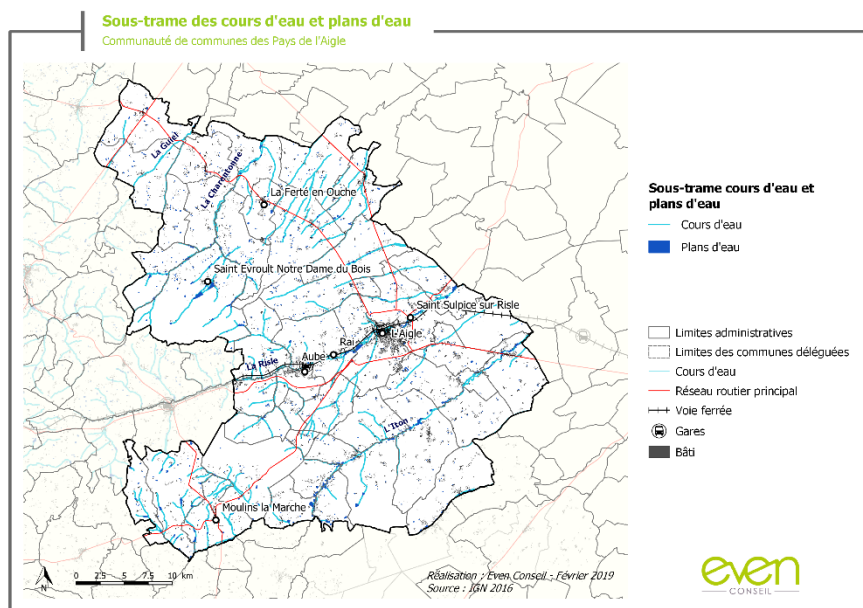 Sous-trame des cours d'eau et plans d'eau
Communauté de communes des Pays de l'Aigle
La Guiel
La Charentonne
La Ferté en Ouche
Saint Evroult Notre Dame du Bois
Saint Sulpice sur Risle
L'Aigle
Rai
Aube
La Risle
L'Iton
Moulins la Marche
N
0 2.5 5 7.5 10 km
Réalisation : Even Conseil - Février 2019
Source : IGN 2016
Sous-trame cours d'eau et
plans d'eau
Cours d'eau
Plans d'eau
Limites administratives
Limites des communes déléguées
Cours d'eau
Réseau routier principal
Voie ferrée
Gares
Bâti
even
CONSEIL